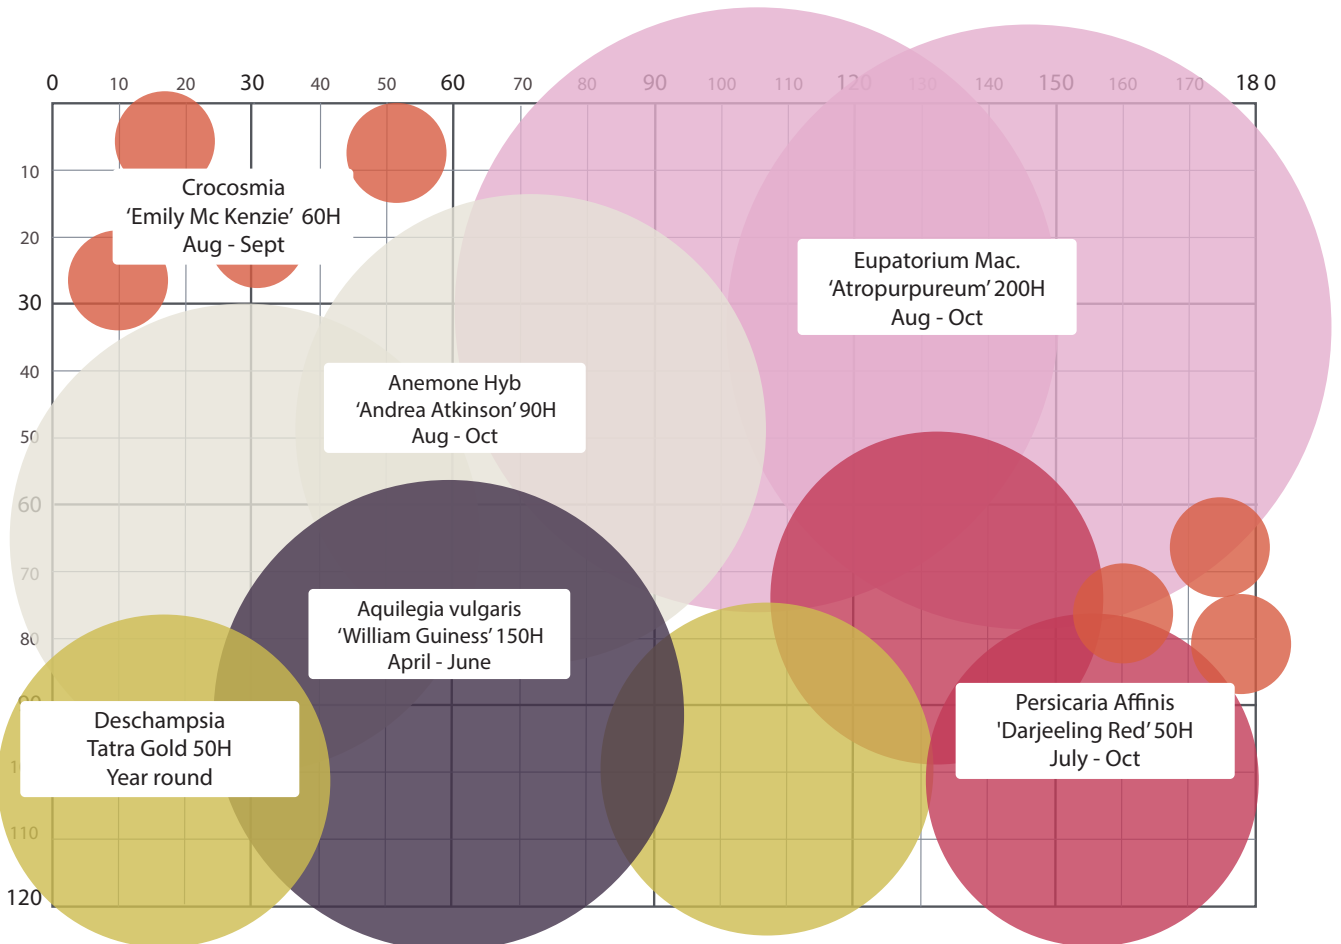 0 10 20 30 40 50 60 70 80 90 100 110 120 130 140 150 160 170 180
10
Crocosmia
‘Emily Mc Kenzie’ 60H
Aug - Sept
20
30
Eupatorium Mac.
‘Atropurpureum’ 200H
Aug - Oct
40
Anemone Hyb
‘Andrea Atkinson’ 90H
Aug - Oct
50
60
70
80
Aquilegia vulgaris
‘William Guiness’ 150H
April - June
90
Deschampsia
Tatra Gold 50H
Year round
Persicaria Affinis
'Darjeeling Red’ 50H
July - Oct
110
120